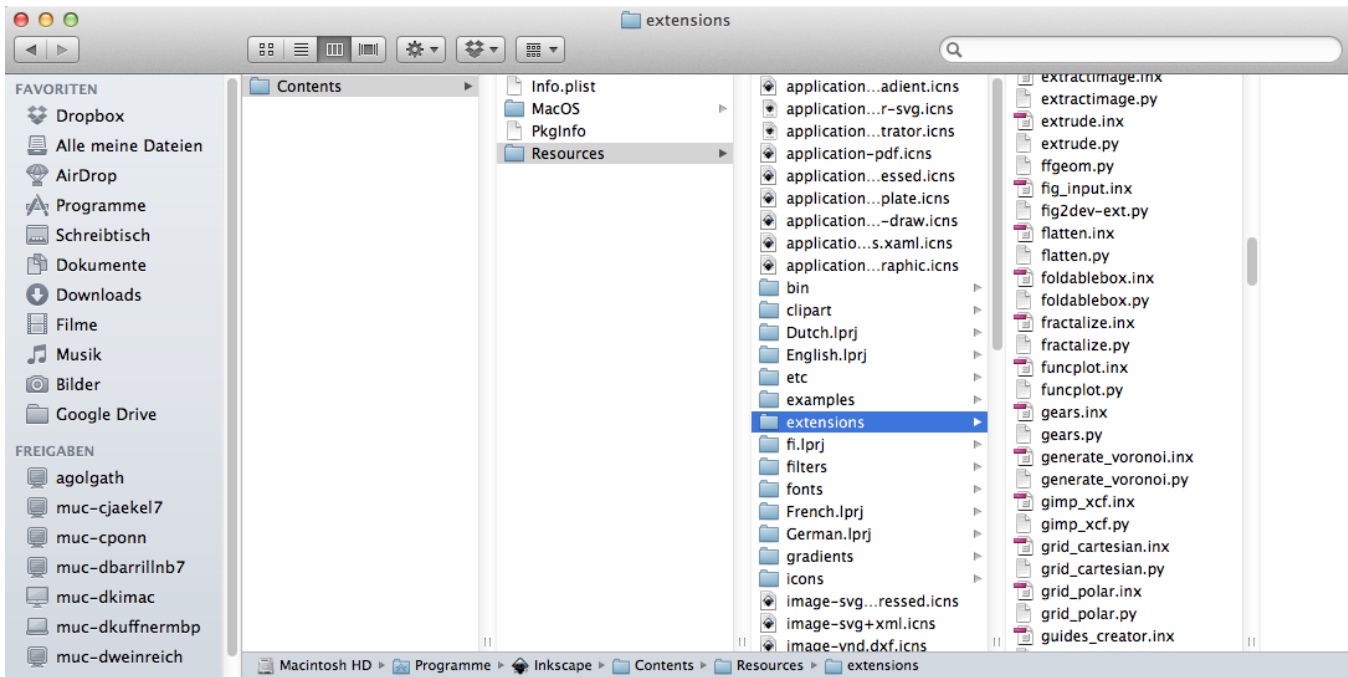 extensions
FAVORITEN
Dropbox
Alle meine Dateien
AirDrop
Programme
Schreibtisch
Dokumente
Downloads
Filme
Musik
Bilder
Google Drive
FREIGABEN
agolgath
muc-cjaekel7
muc-cponn
muc-dbarrillnb7
muc-dkimac
muc-dkuffnermbp
muc-dweinreich
Contents
Info.plist
MacOS
PkgInfo
Resources
application...adient.icns
application...r-svg.icns
application...trator.icns
application-pdf.icns
application...essed.icns
application...plate.icns
application...-draw.icns
applicatio...s.xaml.icns
application...raphic.icns
bin
clipart
Dutch.lprj
English.lprj
etc
examples
extensions
fi.lprj
filters
fonts
French.lprj
German.lprj
gradients
icons
image-svg...ressed.icns
image-svg+xml.icns
image-vnd.dxf.icns
extractimage.inx
extractimage.py
extrude.inx
extrude.py
ffgeom.py
fig_input.inx
fig2dev-ext.py
flatten.inx
flatten.py
foldablebox.inx
foldablebox.py
fractalize.inx
fractalize.py
funcplot.inx
funcplot.py
gears.inx
gears.py
generate_voronoi.inx
generate_voronoi.py
gimp_xcf.inx
gimp_xcf.py
grid_cartesian.inx
grid_cartesian.py
grid_polar.inx
grid_polar.py
guides_creator.inx
Macintosh HD ▸ Programme ▸ Inkscape ▸ Contents ▸ Resources ▸ extensions